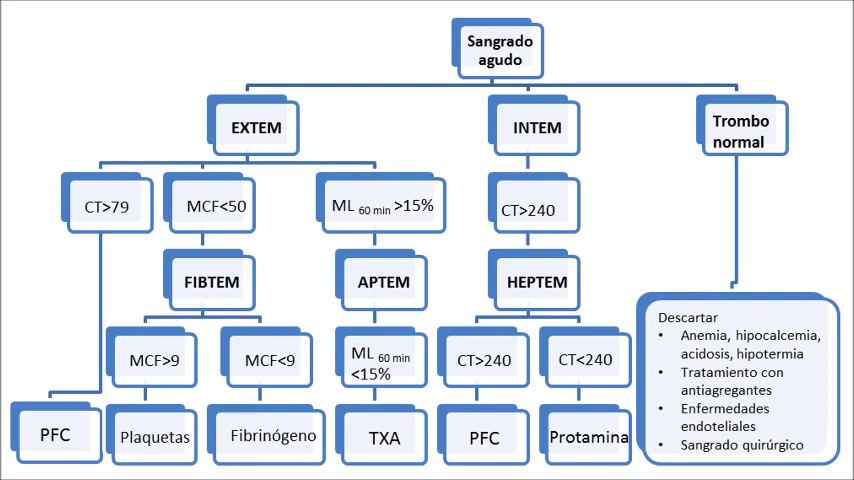 Sangrado
agudo
EXTEM
INTEM
Trombo
normal
CT>79
MCF<50
ML 60 min >15%
CT>240
FIBTEM
APTEM
HEPTEM
MCF>9
MCF<9
ML 60 min
<15%
CT>240
CT<240
PFC
Plaquetas
Fibrinógeno
TXA
PFC
Protamina
Descartar
• Anemia, hipocalcemia,
acidosis, hipotermia
• Tratamiento con
antiagregantes
• Enfermedades
endoteliales
• Sangrado quirúrgico